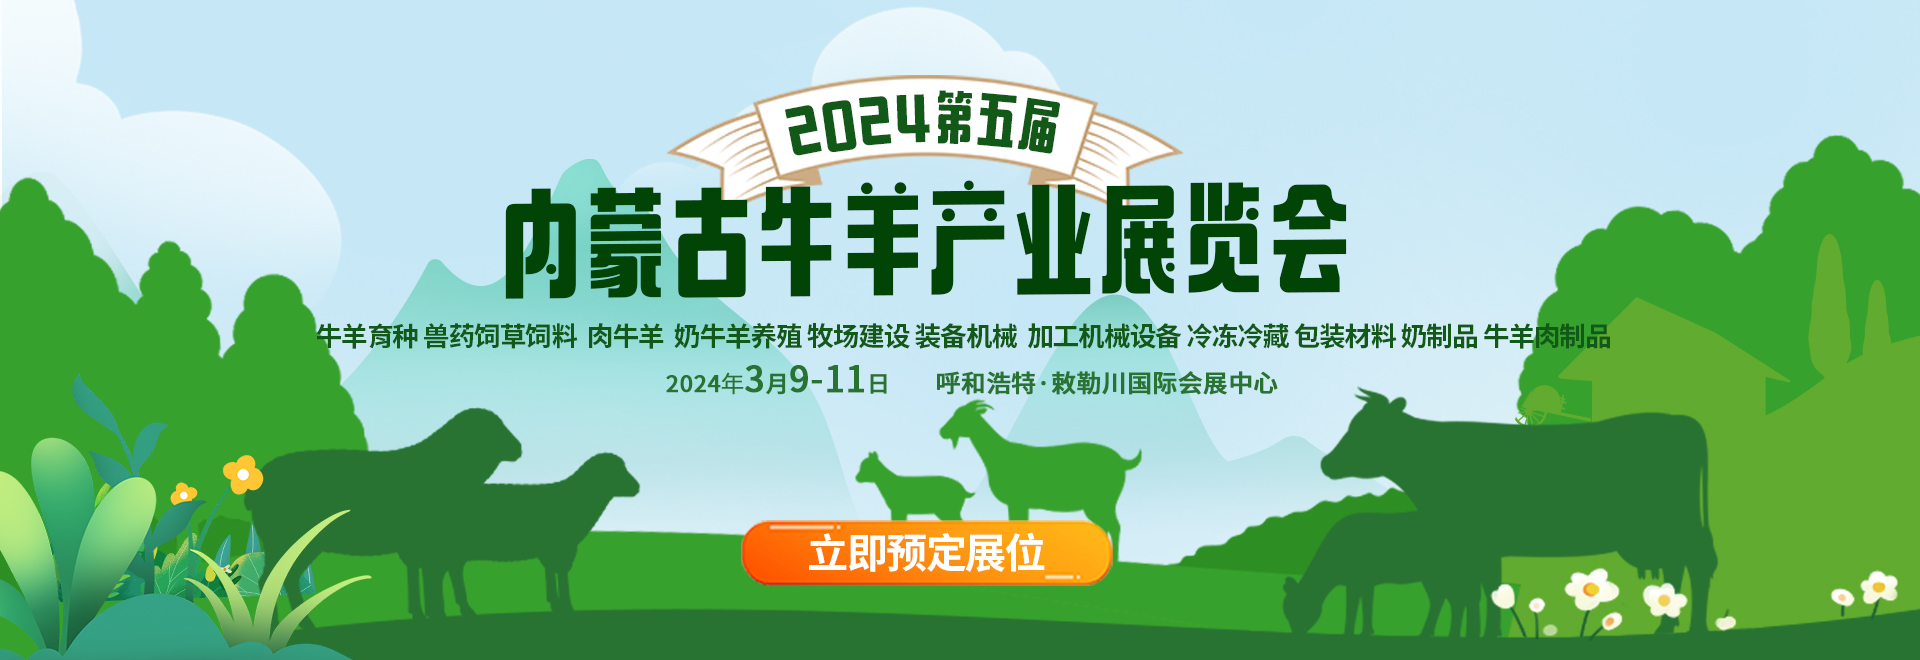 2024第五届
内蒙古牛羊产业展览会
牛羊育种 兽药饲草饲料 肉牛羊 奶牛羊养殖 牧场建设 装备机械 加工机械设备 冷冻冷藏 包装材料 奶制品 牛羊肉制品
2024年3月9-11日 呼和浩特·敕勒川国际会展中心
立即预定展位